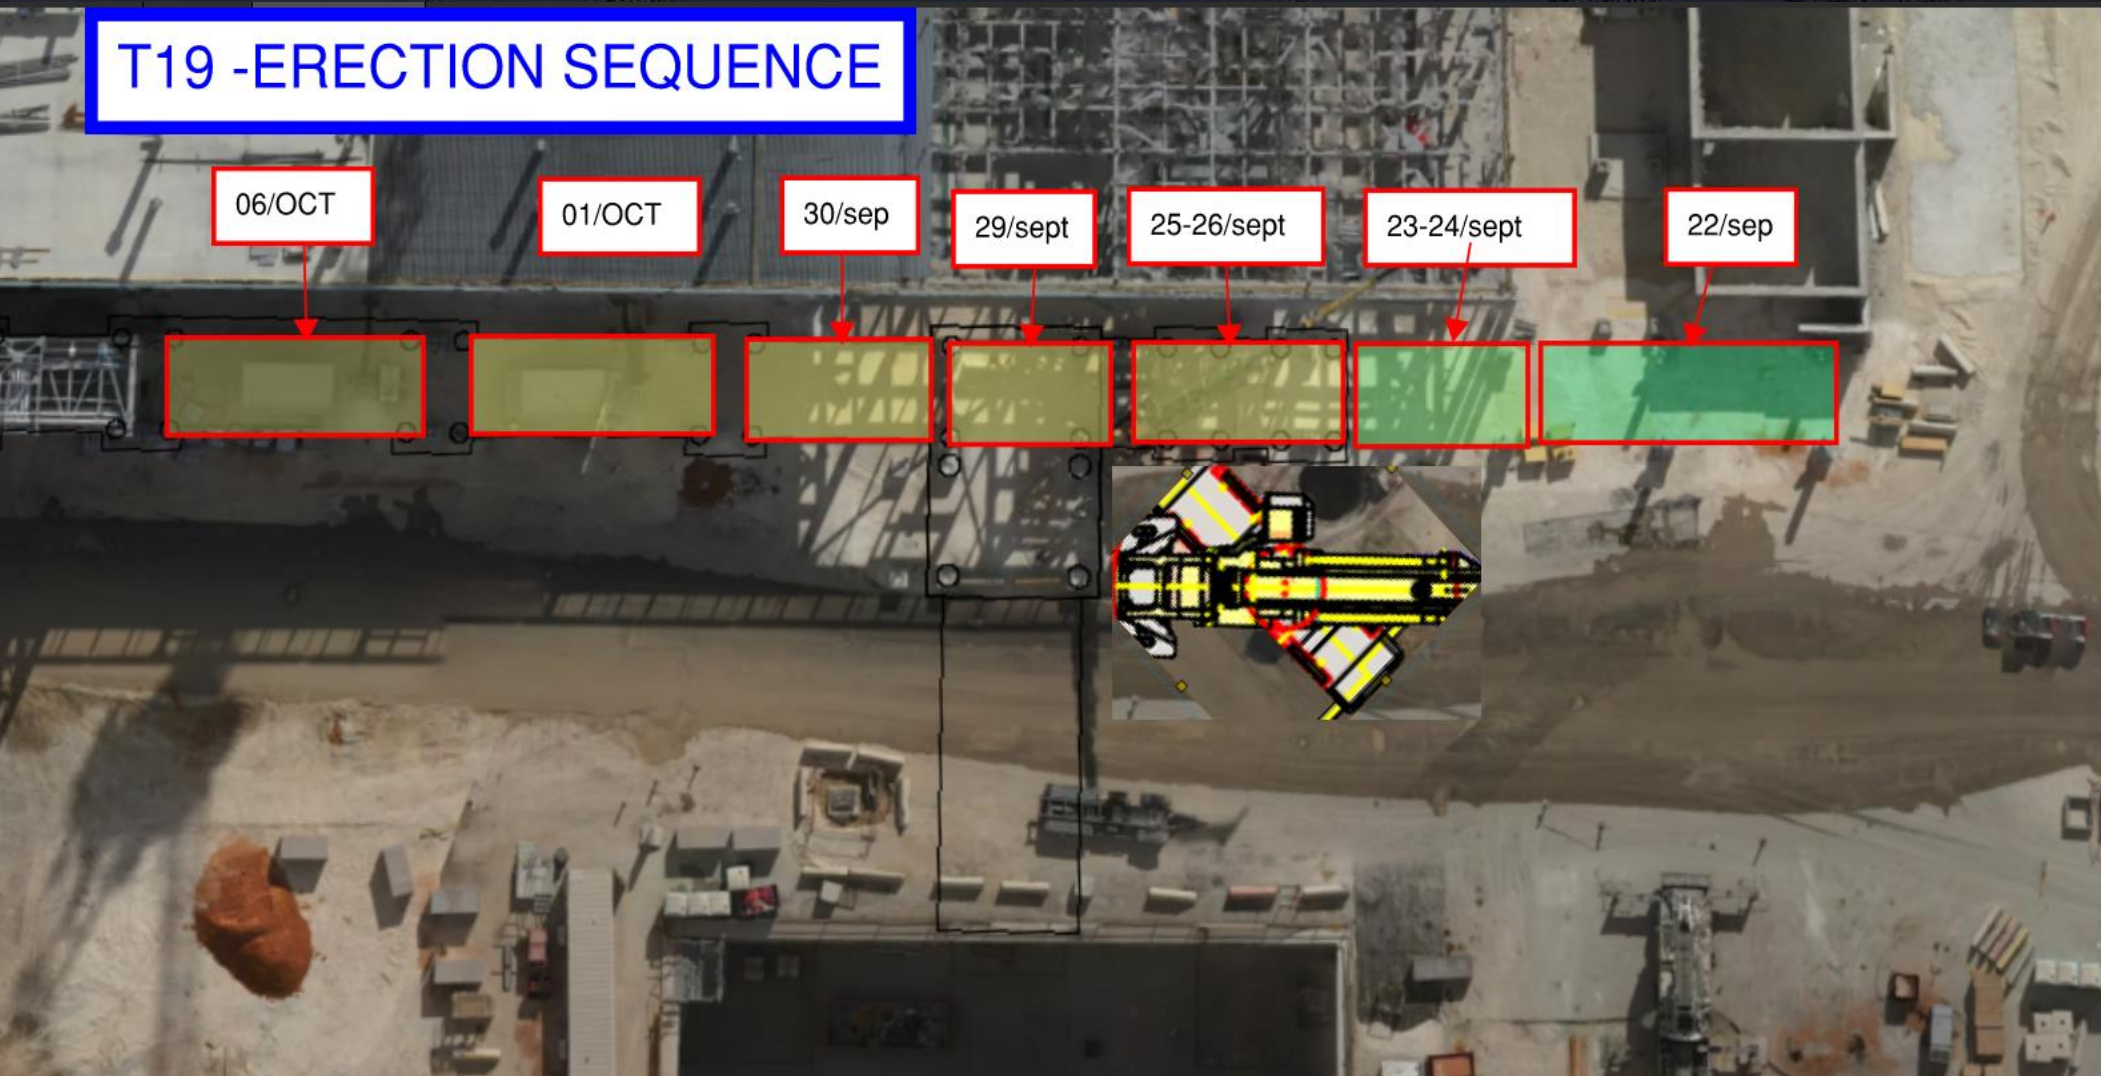 T19 -ERECTION SEQUENCE
06/OCT
01/OCT
30/sep
29/sept
25-26/sept
23-24/sept
22/sep